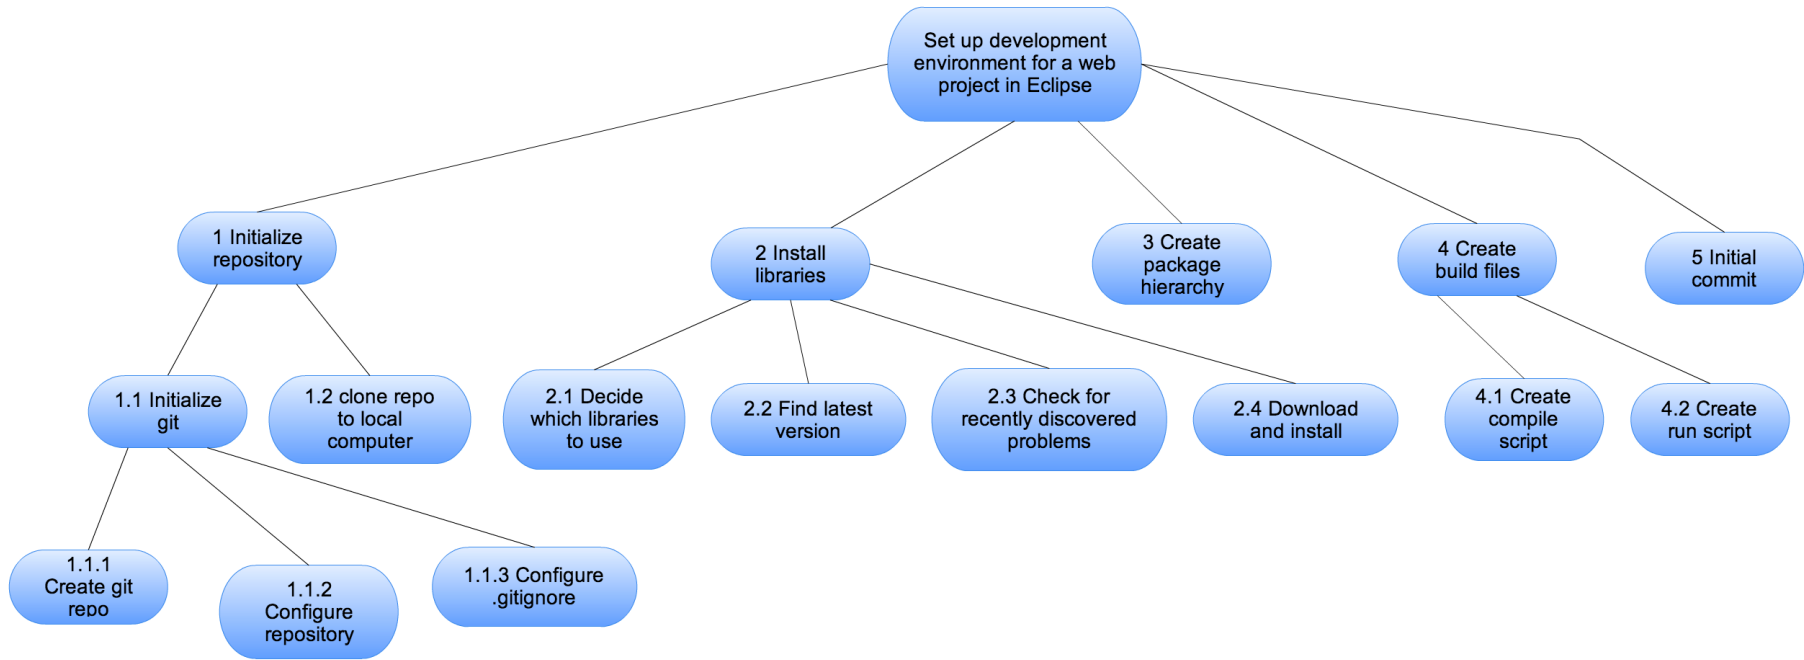 Set up development
environment for a web
project in Eclipse
1 Initialize
repository
2 Install
libraries
3 Create
package
hierarchy
4 Create
build files
5 Initial
commit
1.1 Initialize
git
1.2 clone repo
to local
computer
2.1 Decide
which libraries
to use
2.2 Find latest
version
2.3 Check for
recently discovered
problems
2.4 Download
and install
4.1 Create
compile
script
4.2 Create
run script
1.1.1
Create git
repo
1.1.2
Configure
repository
1.1.3 Configure
.gitignore